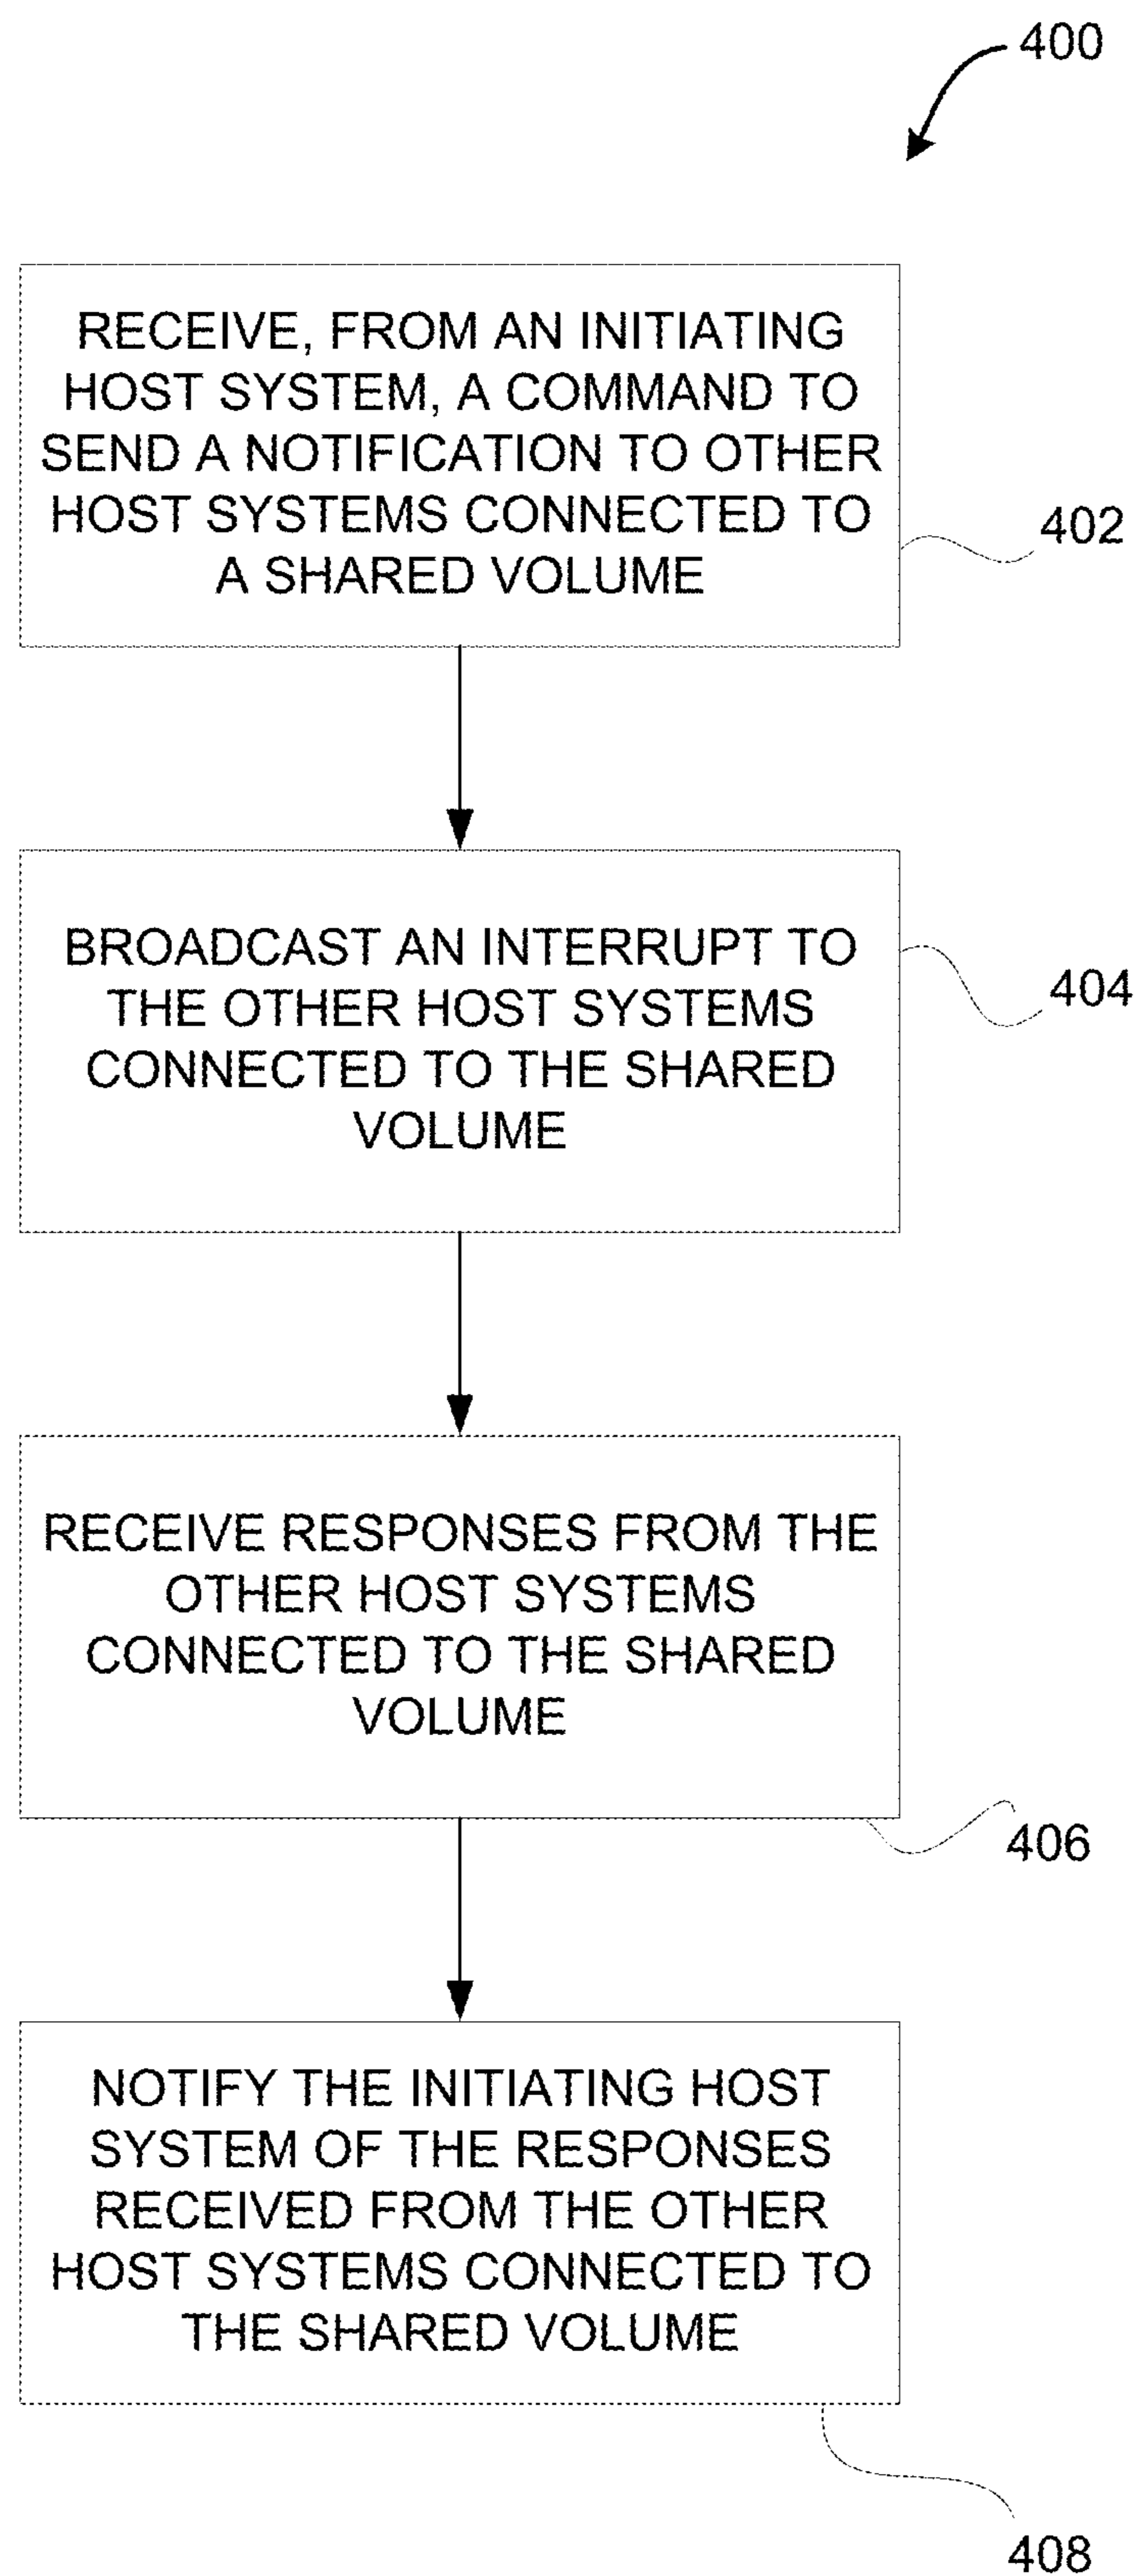 400
RECEIVE, FROM AN INITIATING
HOST SYSTEM, A COMMAND TO
SEND A NOTIFICATION TO OTHER
HOST SYSTEMS CONNECTED TO
A SHARED VOLUME
402
BROADCAST AN INTERRUPT TO
THE OTHER HOST SYSTEMS
CONNECTED TO THE SHARED
VOLUME
404
RECEIVE RESPONSES FROM THE
OTHER HOST SYSTEMS
CONNECTED TO THE SHARED
VOLUME
406
NOTIFY THE INITIATING HOST
SYSTEM OF THE RESPONSES
RECEIVED FROM THE OTHER
HOST SYSTEMS CONNECTED TO
THE SHARED VOLUME
408